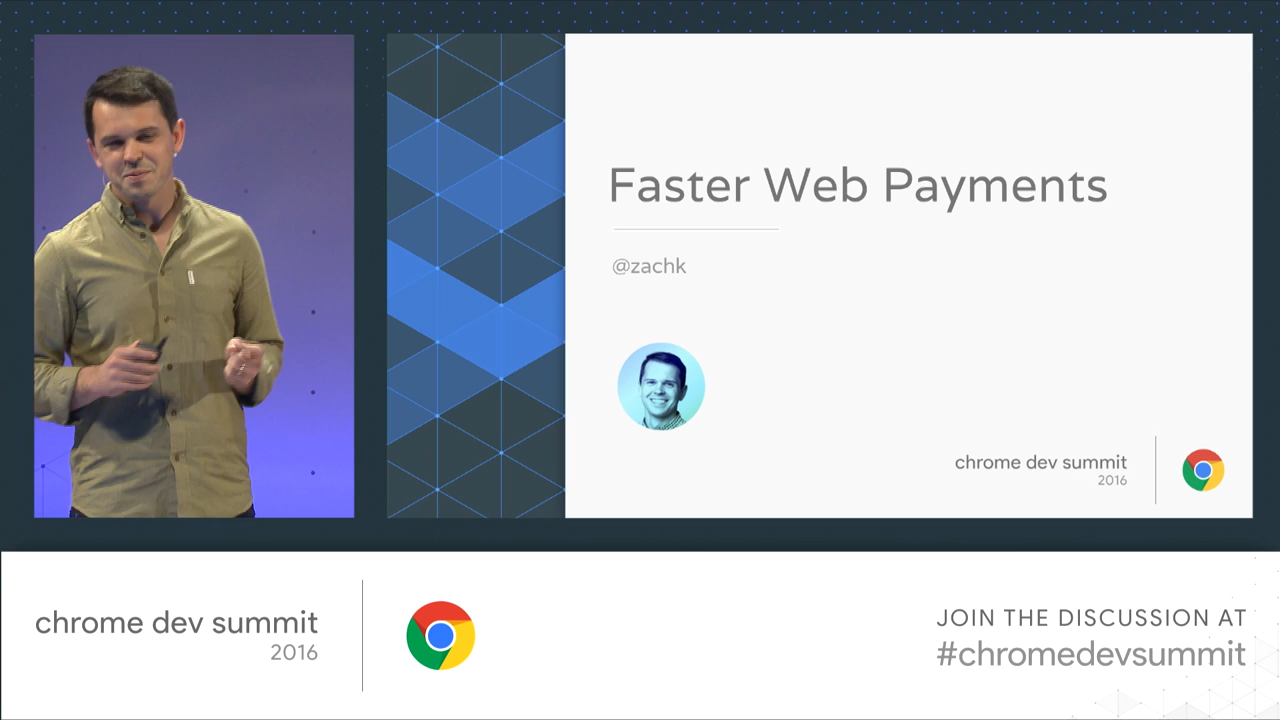 Faster Web Payments
@zachk
chrome dev summit
2016
chrome dev summit
2016
JOIN THE DISCUSSION AT
#chromedevsummit